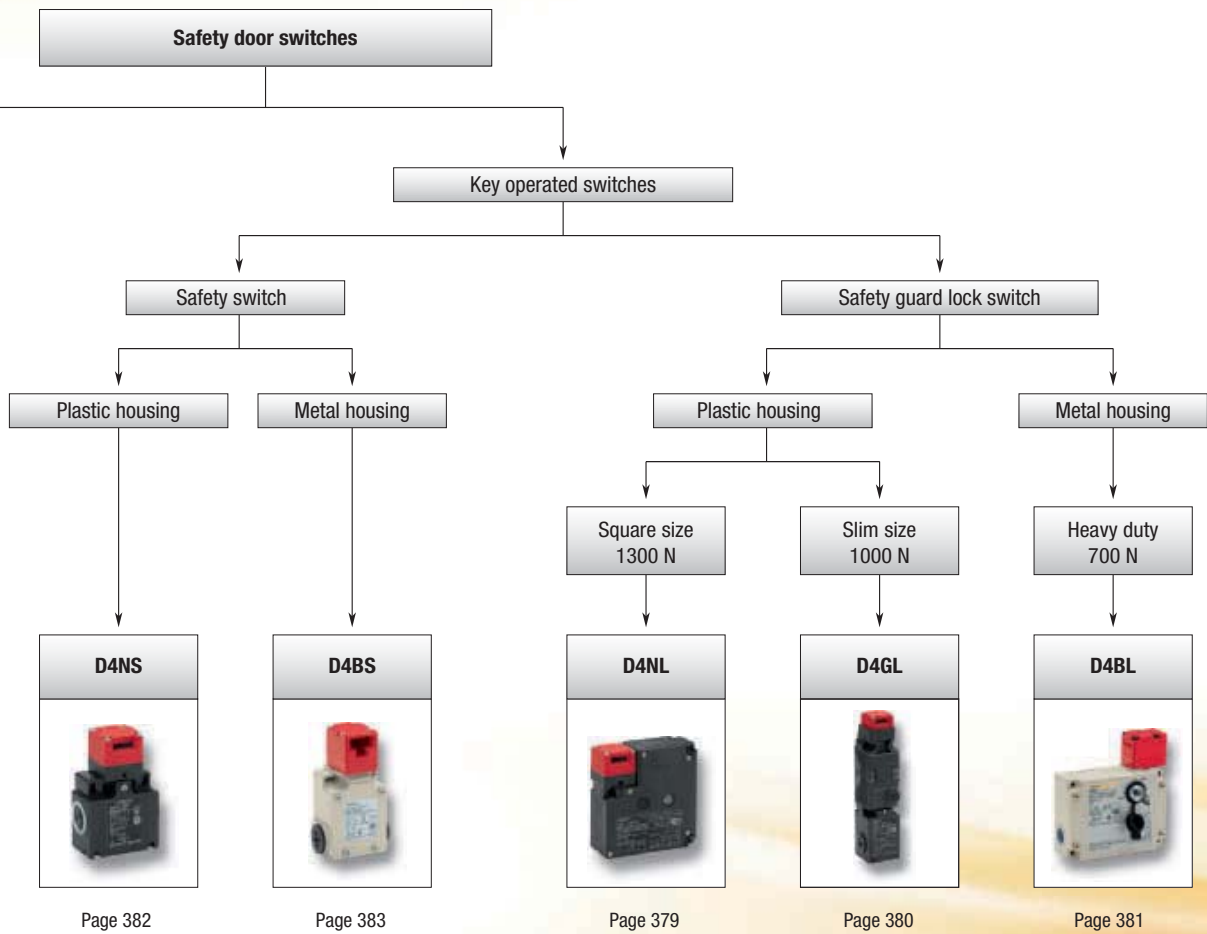 Safety door switches
Key operated switches
Safety switch
Safety guard lock switch
Plastic housing
Metal housing
Plastic housing
Metal housing
Square size
1300 N
Slim size
1000 N
Heavy duty
700 N
D4NS
D4BS
D4NL
D4GL
D4BL
Page 382
Page 383
Page 379
Page 380
Page 381